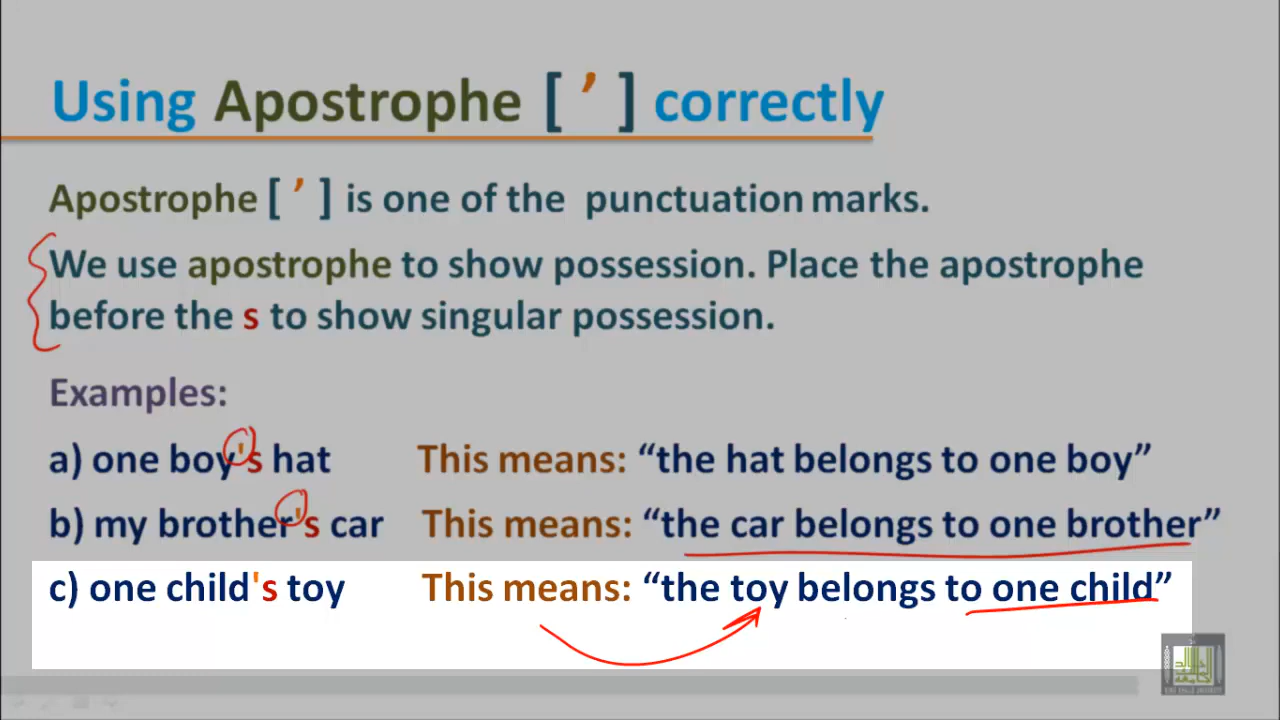 Using Apostrophe [ ’ ] correctly
Apostrophe [ ’ ] is one of the punctuation marks.
We use apostrophe to show possession. Place the apostrophe
before the s to show singular possession.
Examples:
a) one boy's hat This means: “the hat belongs to one boy”
b) my brother's car This means: “the car belongs to one brother”
c) one child's toy This means: “the toy belongs to one child”